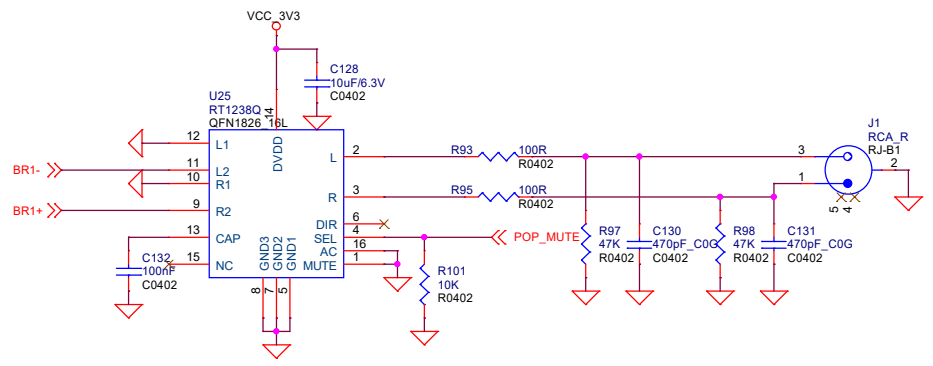 VCC_3V3
C128
10uF/6.3V
C0402
U25
RT1238Q
QFN1826_16L
14
DVDD
12
L1
11
L2
10
R1
9
R2
13
CAP
15
NC
BR1-
BR1+
C132
100nF
C0402
GND3
GND2
GND1
8
7
5
L
2
R
3
DIR
6
SEL
4
AC
16
MUTE
1
R93
100R
R0402
R95
100R
R0402
POP_MUTE
R101
10K
R0402
R97
47K
R0402
C130
470pF_C0G
C0402
R98
47K
R0402
C131
470pF_C0G
C0402
J1
RCA_R
RJ-B1
3
1
2
5
4